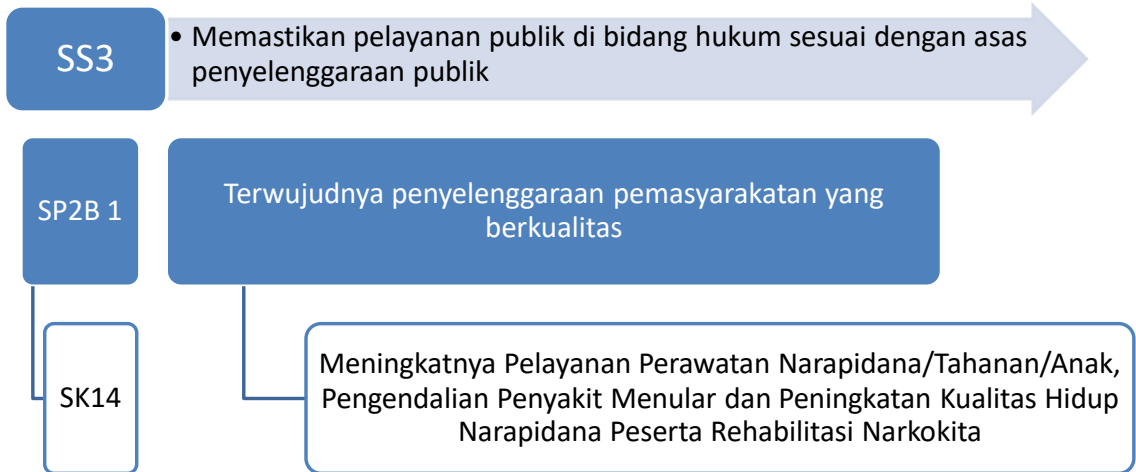 SS3
• Memastikan pelayanan publik di bidang hukum sesuai dengan asas
penyelenggaraan publik
SP2B 1
Terwujudnya penyelenggaraan pemasyarakatan yang
berkualitas
SK14
Meningkatnya Pelayanan Perawatan Narapidana/Tahanan/Anak,
Pengendalian Penyakit Menular dan Peningkatan Kualitas Hidup
Narapidana Peserta Rehabilitasi Narkokita